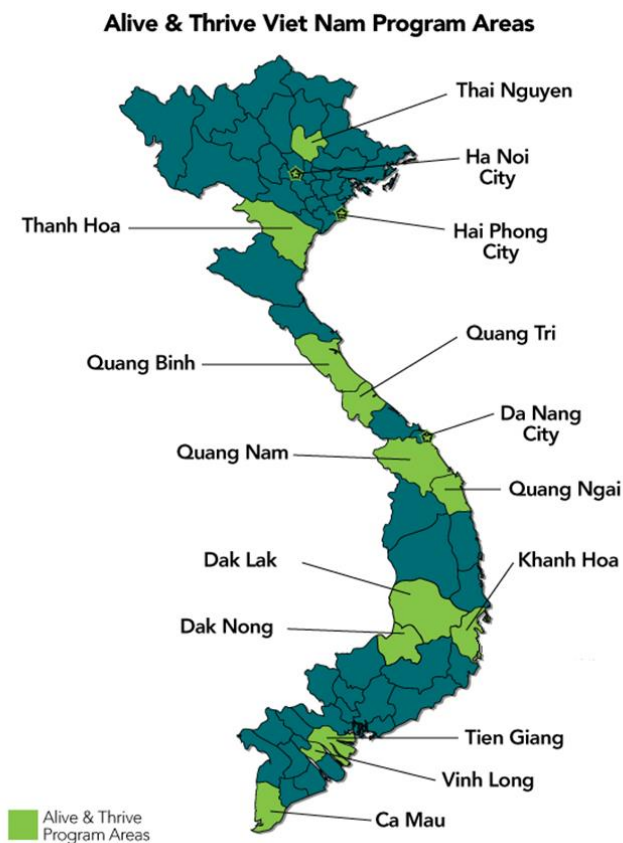 Alive & Thrive Viet Nam Program Areas
Thai Nguyen
Ha Noi
City
Thanh Hoa
Hai Phong
City
Quang Tri
Quang Binh
Da Nang
City
Quang Nam
Quang Ngai
Dak Lak
Khanh Hoa
Dak Nong
Tien Giang
Vinh Long
Ca Mau
Alive & Thrive
Program Areas